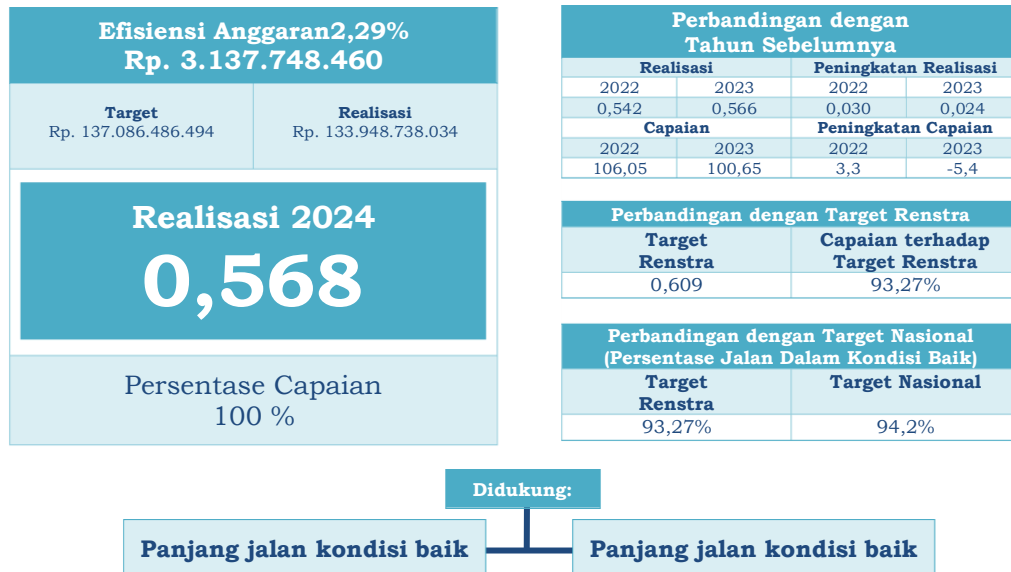 Efisiensi Anggaran2,29%
Rp. 3.137.748.460
Target
Rp. 137.086.486.494
Realisasi
Rp. 133.948.738.034
Realisasi 2024
0,568
Persentase Capaian
100 %
Perbandingan dengan
Tahun Sebelumnya
Realisasi Peningkatan Realisasi
2022 2023 2022 2023
0,542 0,566 0,030 0,024
Capaian Peningkatan Capaian
2022 2023 2022 2023
106,05 100,65 3,3 -5,4
Perbandingan dengan Target Renstra
Target
Renstra
Capaian terhadap
Target Renstra
0,609 93,27%
Perbandingan dengan Target Nasional
(Persentase Jalan Dalam Kondisi Baik)
Target
Renstra
Target Nasional
93,27% 94,2%
Didukung:
Panjang jalan kondisi baik
Panjang jalan kondisi baik